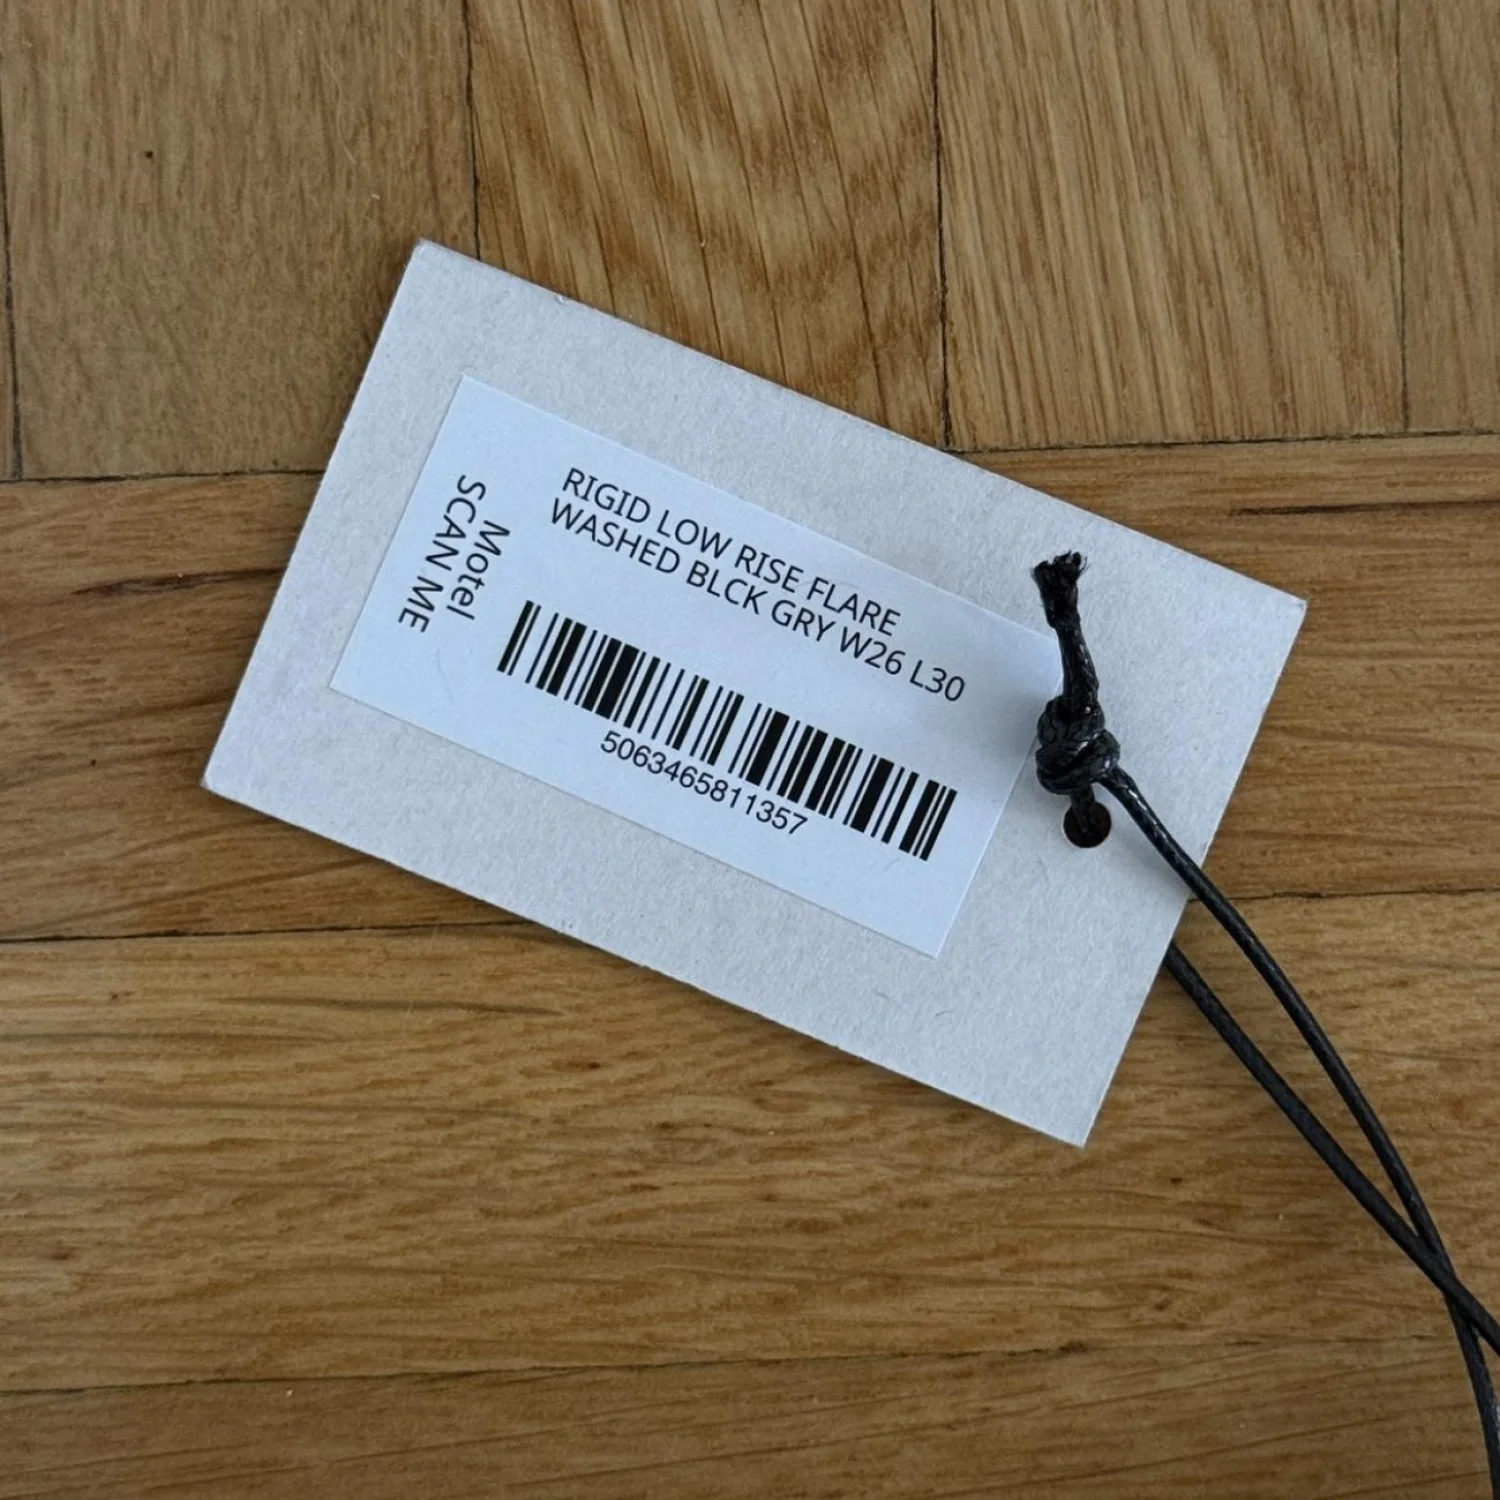 RIGID LOW RISE FLARE
WASHED BLCK GRY W26 L30
5063465811357
Motel
SCAN ME